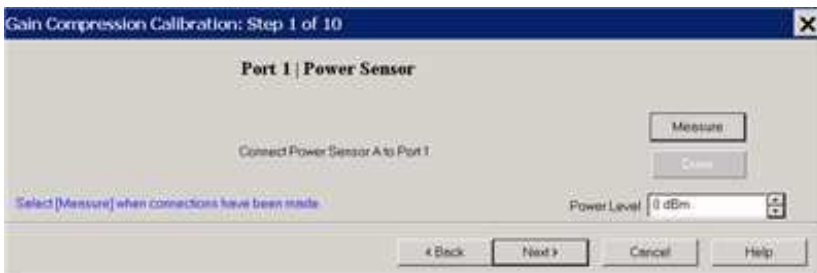 Gain Compression Calibration: Step 1 of 10
Port 1 | Power Sensor
Measure
Connect Power Sensor A to Port 1
Done
Select [Measure] when connections have been made.
Power Level 0 dBm
< Back Next > Cancel Help